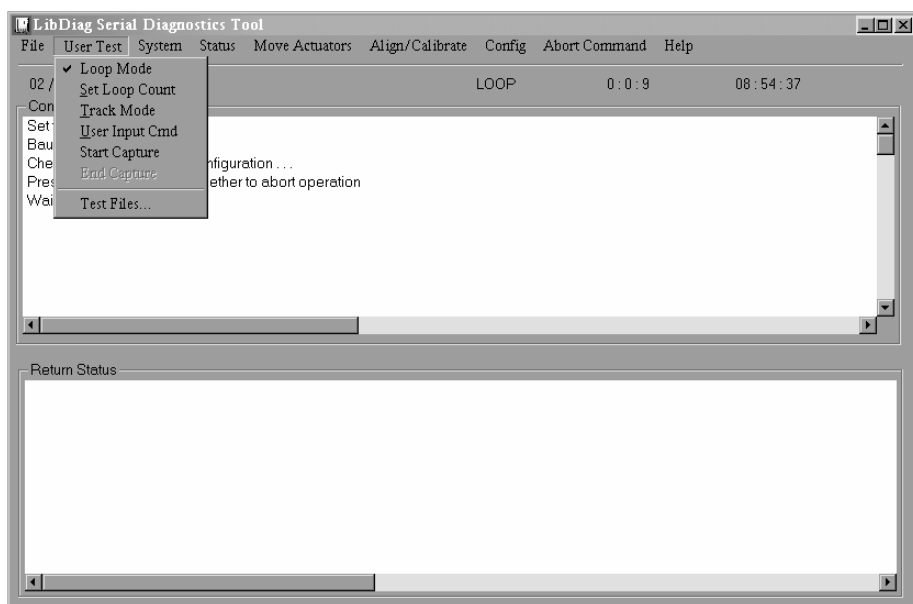 LibDiag Serial Diagnostics Tool
File User Test System Status Move Actuators Align/Calibrate Config Abort Command Help
✓ Loop Mode
Set Loop Count
Track Mode
User Input Cmd
Start Capture
End Capture
Test Files...
02 / LOOP 0 : 0 : 9 08 : 54 : 37
Con
Set
Bau
Che nfiguration . . .
Pres ether to abort operation
Wai
Return Status